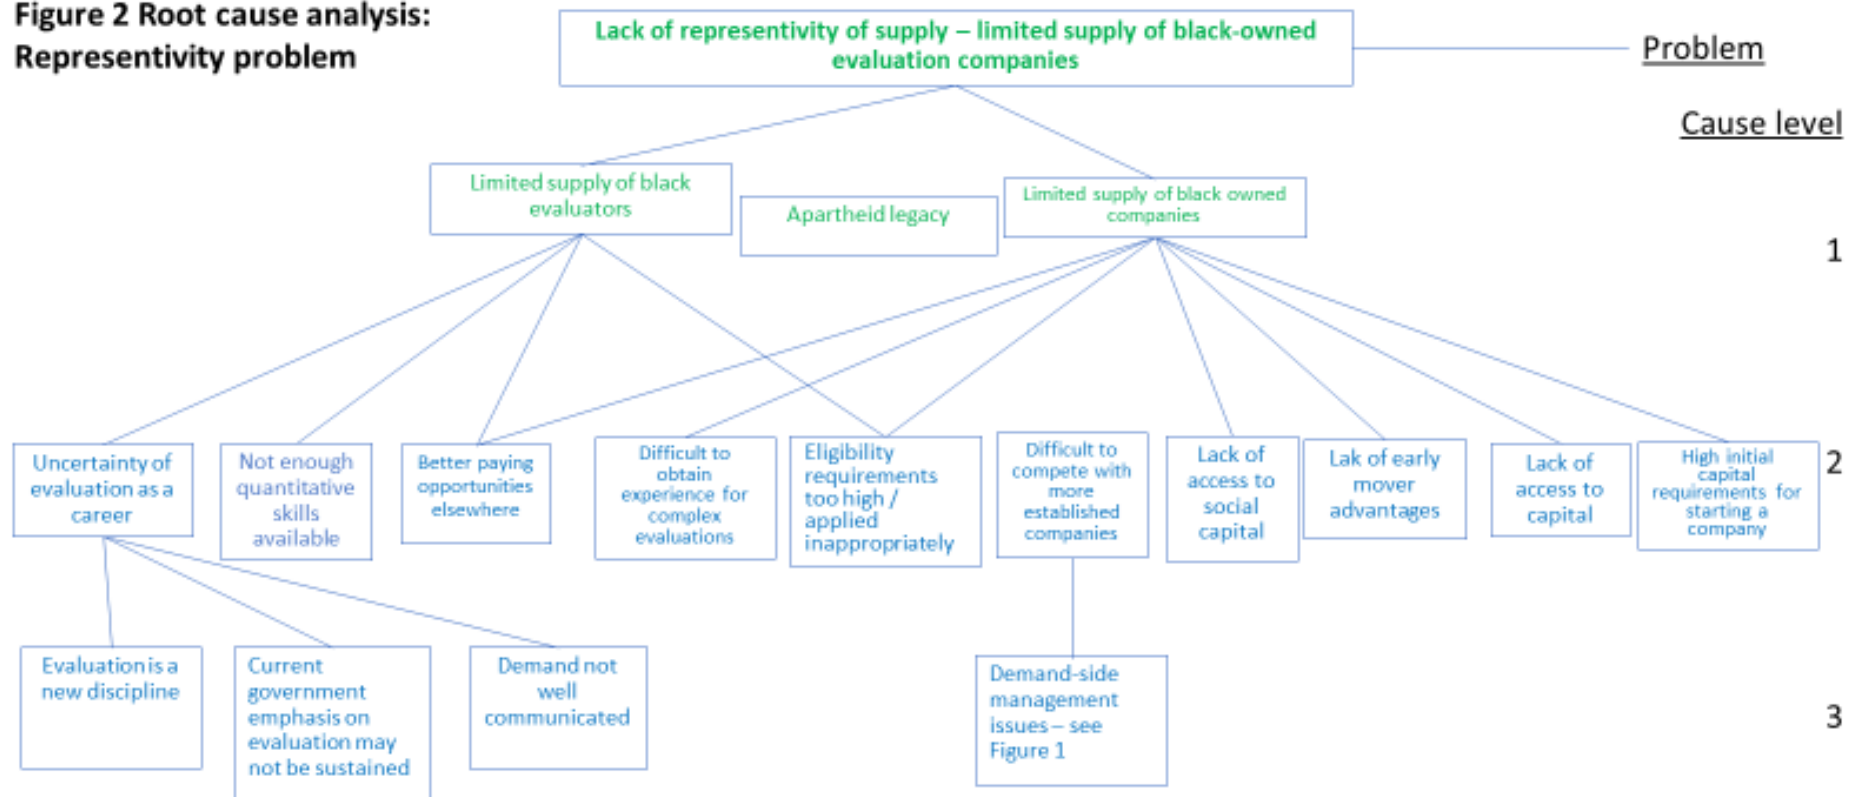 Figure 2 Root cause analysis:
Representivity problem
Lack of representivity of supply – limited supply of black-owned
evaluation companies
Problem
Cause level
Limited supply of black
evaluators
Apartheid legacy
Limited supply of black owned
companies
1
Uncertainty of
evaluation as a
career
Not enough
quantitative
skills
available
Better paying
opportunities
elsewhere
Difficult to
obtain
experience for
complex
evaluations
Eligibility
requirements
too high /
applied
inappropriately
Difficult to
compete with
more
established
companies
Lack of
access to
social
capital
Lak of early
mover
advantages
Lack of
access to
capital
High initial
capital
requirements for
starting a
company
2
Evaluation is a
new discipline
Current
government
emphasis on
evaluation may
not be sustained
Demand not
well
communicated
Demand-side
management
issues – see
Figure 1
3